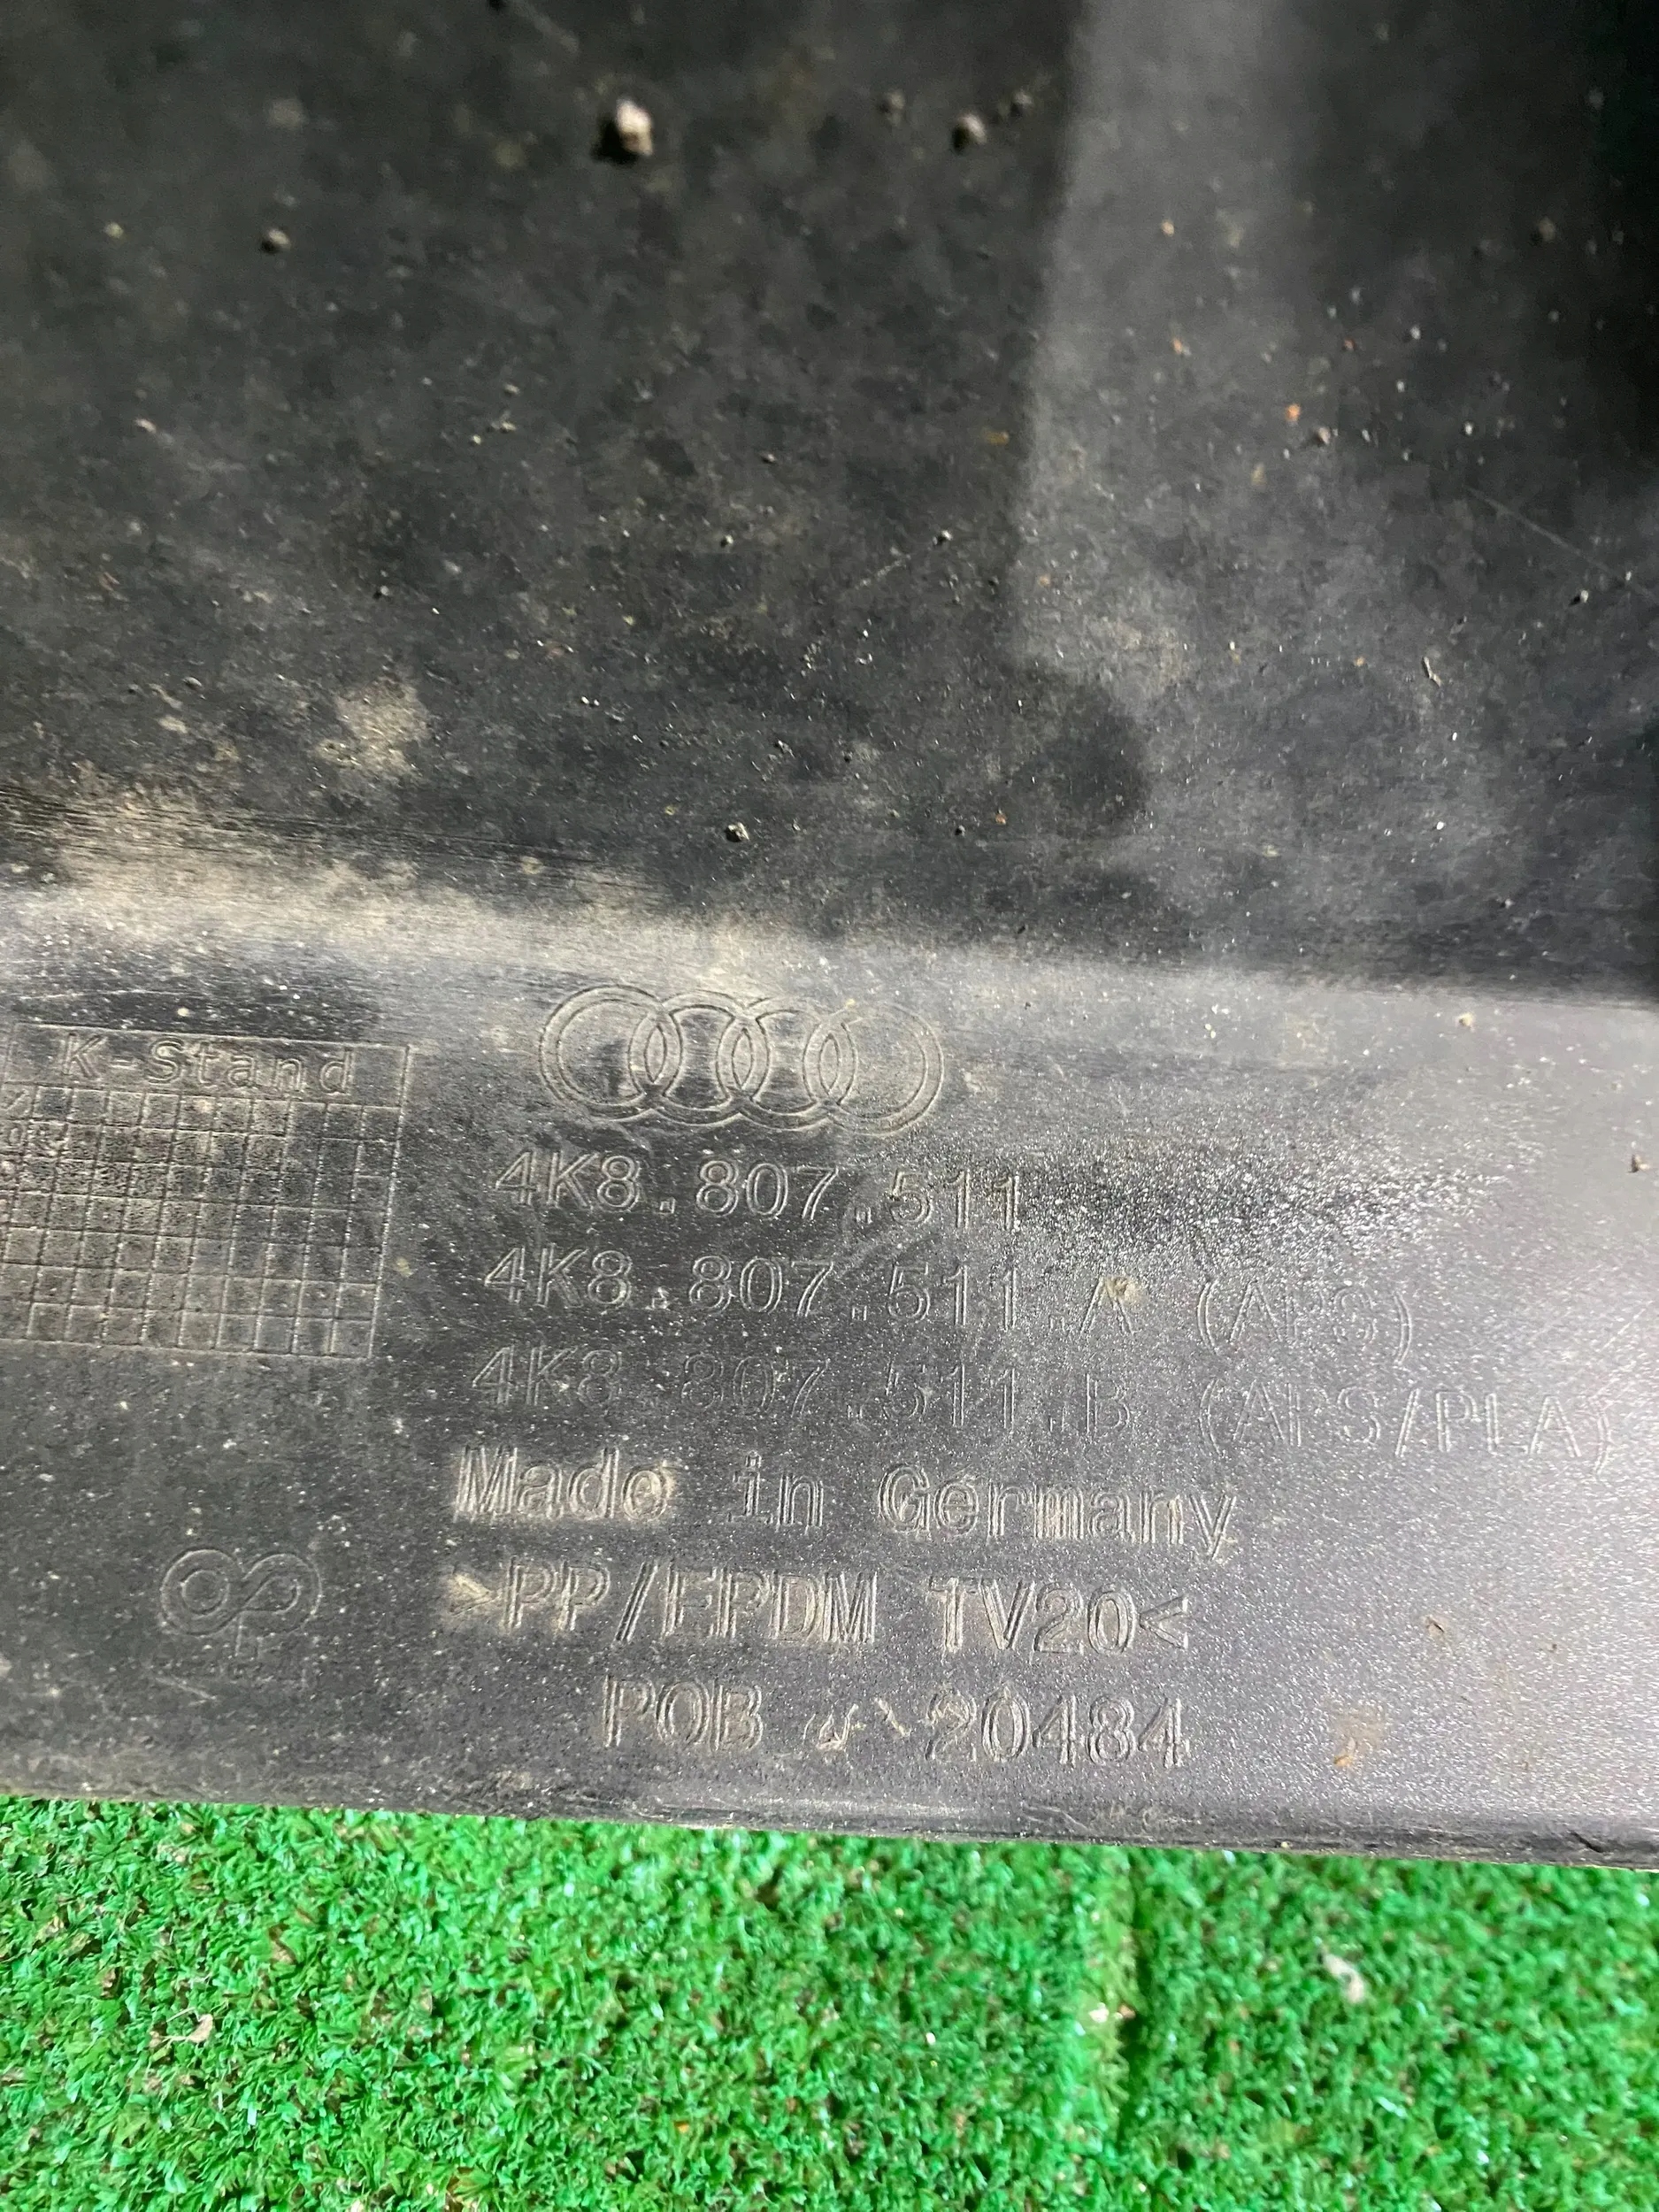 K-Stand
4K8.807.511
4K8.807.511.A (APS)
4K8.807.511.B (APS/PLA)
Made in Germany
>PP/EPDM TV20<
POB 20484